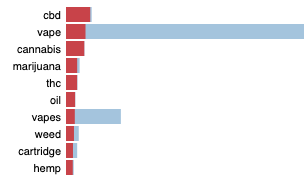 cbd
vape
cannabis
marijuana
thc
oil
vapes
weed
cartridge
hemp